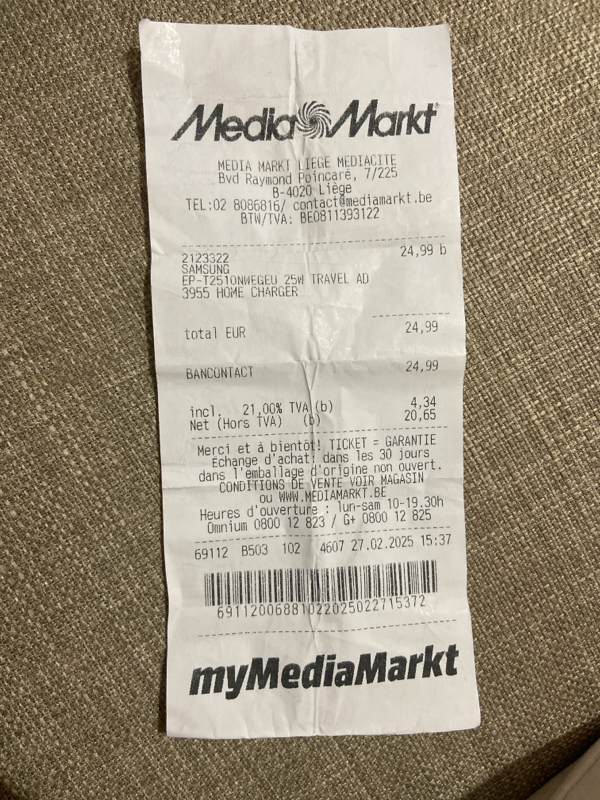 Media Markt
MEDIA MARKT LIEGE MEDIACITE
Bvd Raymond Poincaré, 7/225
B-4020 Liège
TEL:02 8086816/ contact@mediamarkt.be
BTW/TVA: BE0811393122
2123322 24,99 b
SAMSUNG
EP-T2510NWEGEU 25W TRAVEL AD
3955 HOME CHARGER
total EUR 24,99
BANCONTACT 24,99
incl. 21.00% TVA (b) 4,34
Net (Hors TVA) (b) 20,65
Merci et à bientôt! TICKET = GARANTIE
Echange d'achat: dans les 30 jours
dans l'emballage d'origine non ouvert.
CONDITIONS DE VENTE VOIR MAGASIN
ou WWW.MEDIAMARKT.BE
Heures d'ouverture : lun-sam 10-19.30h
Omnium 0800 12 823 / G+ 0800 12 825
69112 B503 102 4607 27.02.2025 15:37
69112006881022025022715372
myMediaMarkt